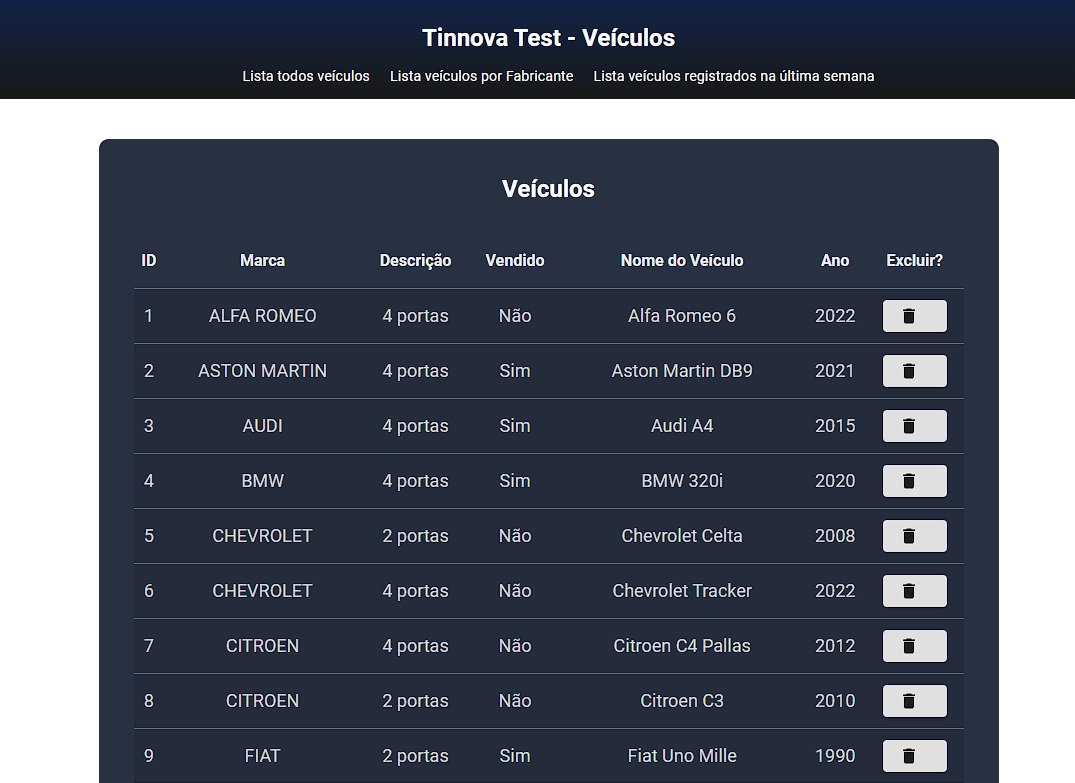 Tinnova Test - Veículos
Lista todos veículos Lista veículos por Fabricante Lista veículos registrados na última semana
Veículos
ID Marca Descrição Vendido Nome do Veículo Ano Excluir?
1 ALFA ROMEO 4 portas Não Alfa Romeo 6 2022
2 ASTON MARTIN 4 portas Sim Aston Martin DB9 2021
3 AUDI 4 portas Sim Audi A4 2015
4 BMW 4 portas Sim BMW 320i 2020
5 CHEVROLET 2 portas Não Chevrolet Celta 2008
6 CHEVROLET 4 portas Não Chevrolet Tracker 2022
7 CITROEN 4 portas Não Citroen C4 Pallas 2012
8 CITROEN 2 portas Não Citroen C3 2010
9 FIAT 2 portas Sim Fiat Uno Mille 1990